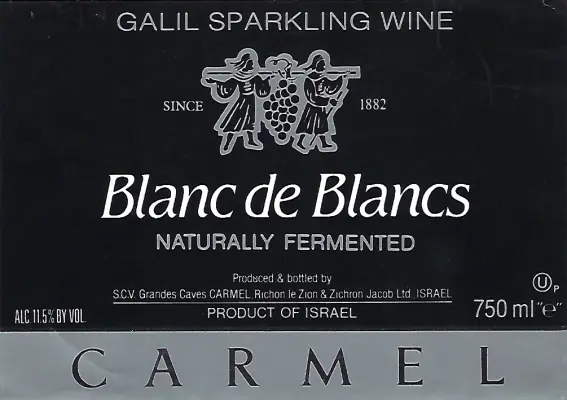 GALIL SPARKLING WINE
SINCE 1882
Blanc de Blancs
NATURALLY FERMENTED
Produced & bottled by
S.C.V. Grandes Caves CARMEL Richon le Zion & Zichron Jacob Ltd. ISRAEL
U P
ALC. 11.5% BY VOL.
PRODUCT OF ISRAEL
750 ml "e"
CARMEL